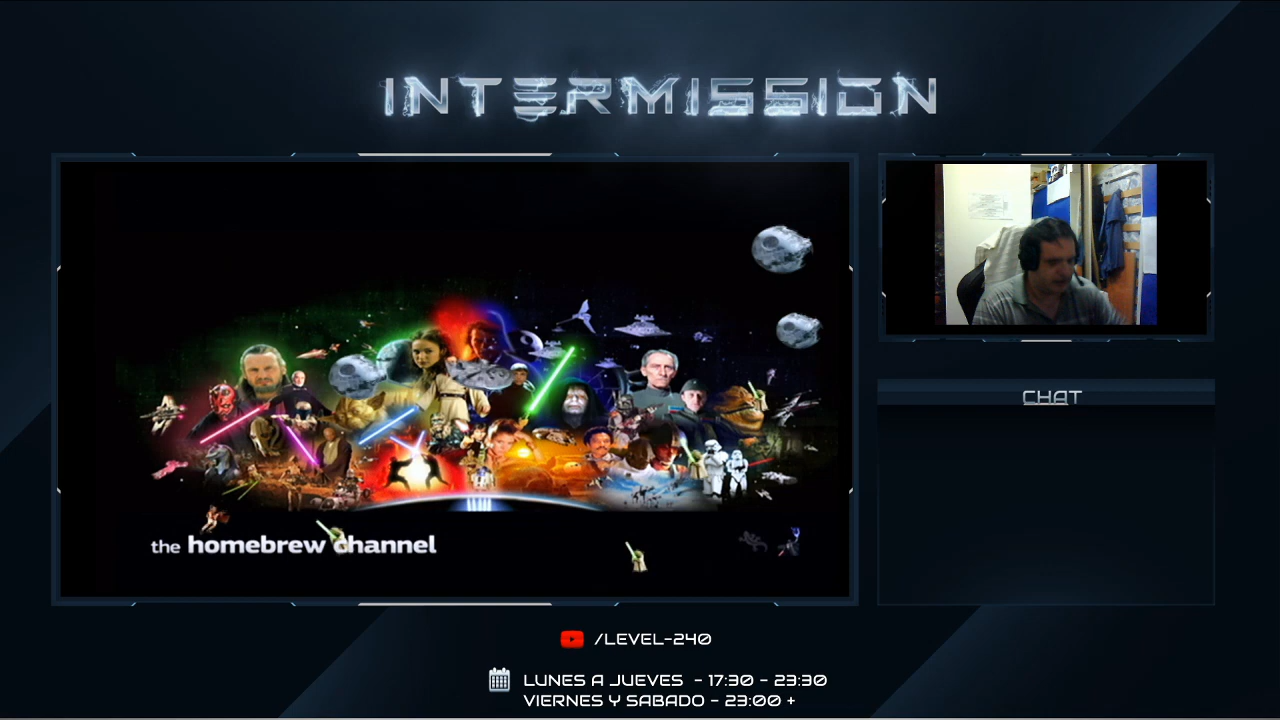 INTERMISSION
CHAT
the homebrew channel
/LEVEL-240
LUNES A JUEVES - 17:30 - 23:30
VIERNES Y SABADO - 23:00 +